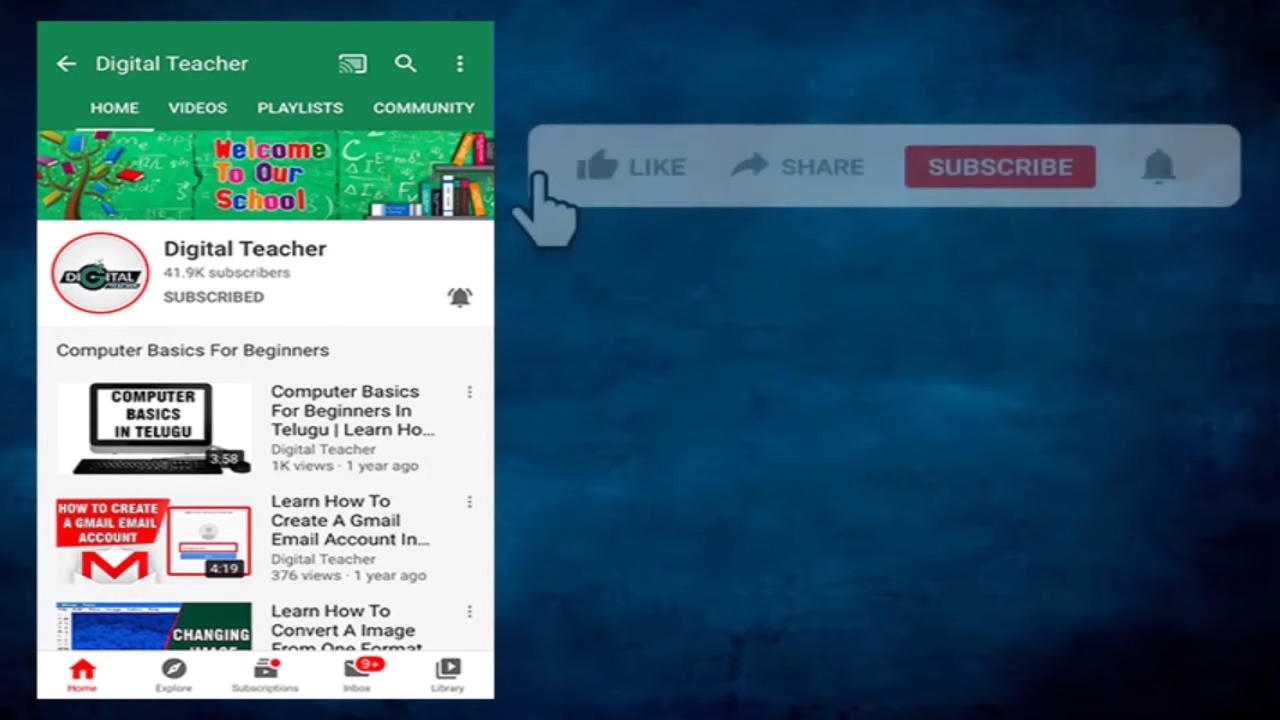 Digital Teacher
HOME VIDEOS PLAYLISTS COMMUNITY
Welcome
To Our
School
DIGITAL
Digital Teacher
41.9K subscribers
SUBSCRIBED
Computer Basics For Beginners
COMPUTER
BASICS
IN TELUGU
3:58
Computer Basics
For Beginners In
Telugu | Learn Ho...
Digital Teacher
1K views · 1 year ago
HOW TO CREATE
A GMAIL EMAIL
ACCOUNT
4:19
Learn How To
Create A Gmail
Email Account In...
Digital Teacher
376 views · 1 year ago
CHANGING
Learn How To
Convert A Image
From One Format
9+
Home Explore Subscriptions Inbox Library
LIKE SHARE SUBSCRIBE